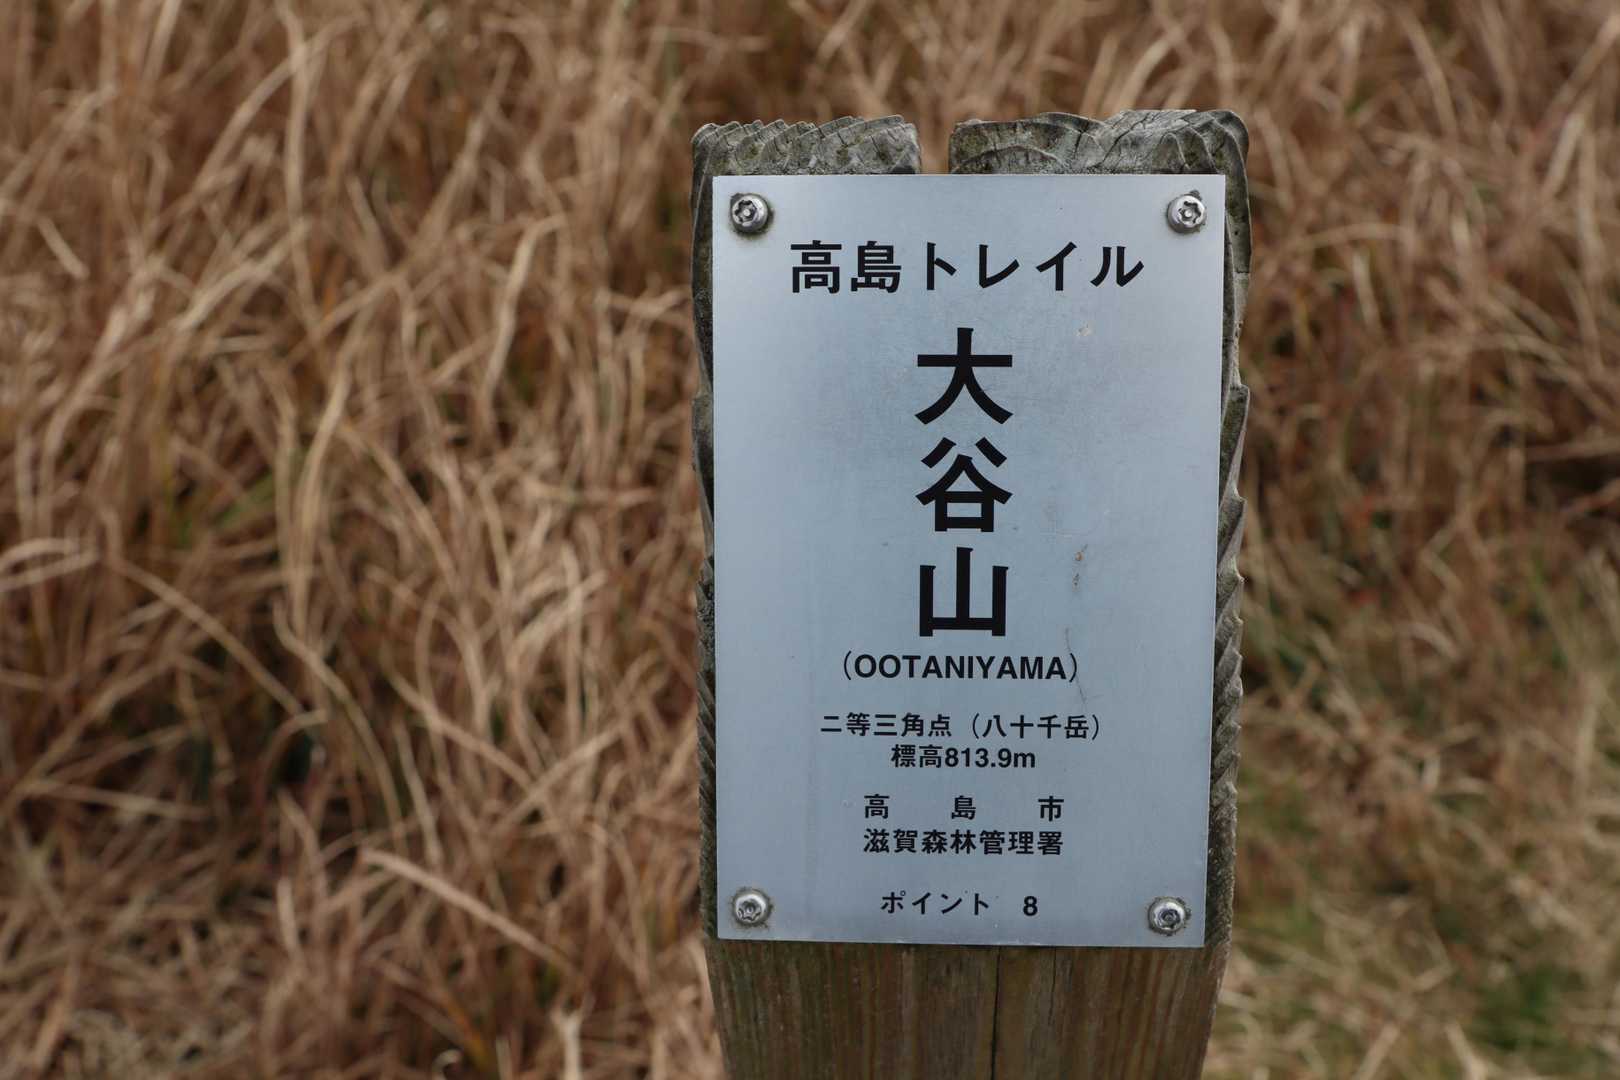 高島トレイル
大谷山
（OOTANIYAMA）
ニ等三角点（八十千岳）
標高813.9m
高　島　市
滋賀森林管理署
ポイント　8